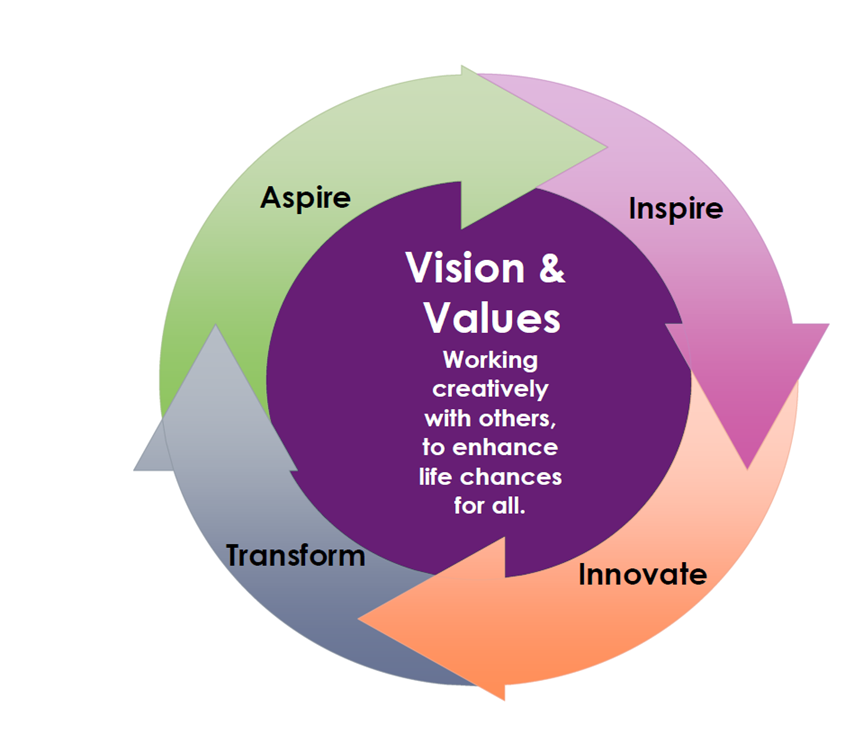 Aspire
Inspire
Vision &
Values
Working
creatively
with others,
to enhance
life chances
for all.
Transform
Innovate